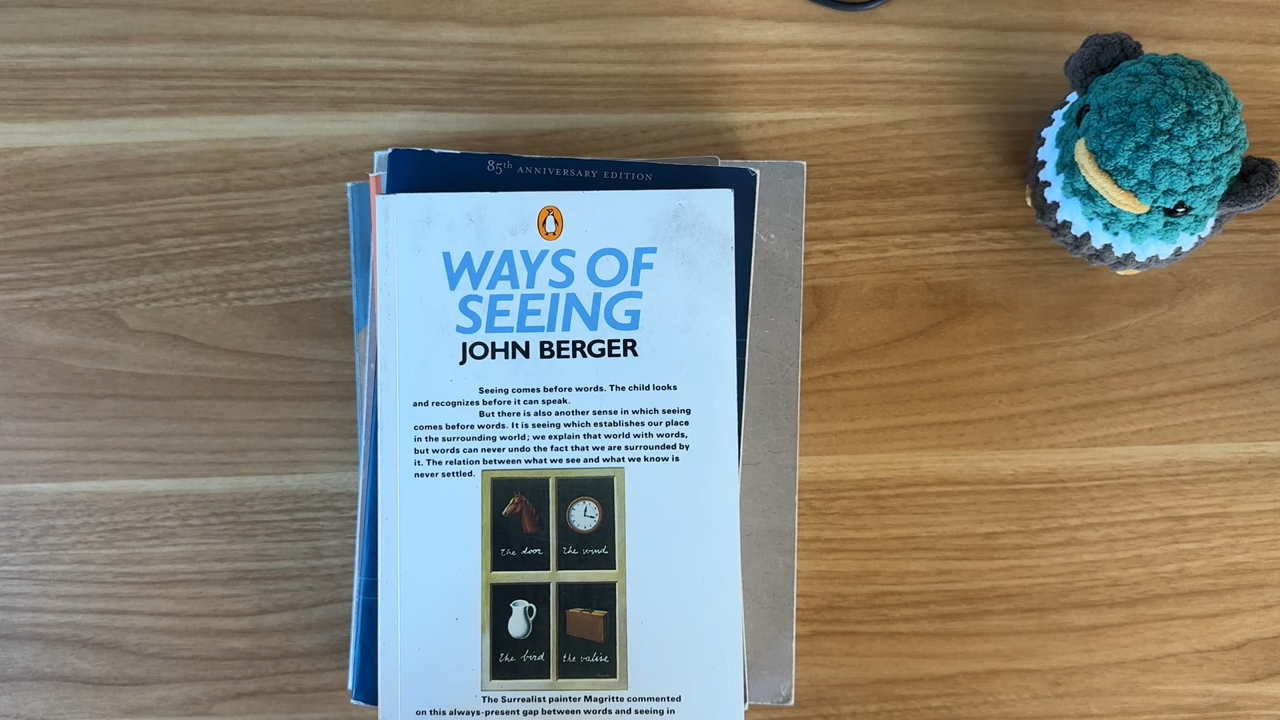 85th ANNIVERSARY EDITION
WAYS OF
SEEING
JOHN BERGER
Seeing comes before words. The child looks
and recognizes before it can speak.
But there is also another sense in which seeing
comes before words. It is seeing which establishes our place
in the surrounding world; we explain that world with words,
but words can never undo the fact that we are surrounded by
it. The relation between what we see and what we know is
never settled.
the door
the wind
the bird
the valise
The Surrealist painter Magritte commented
on this always-present gap between words and seeing in